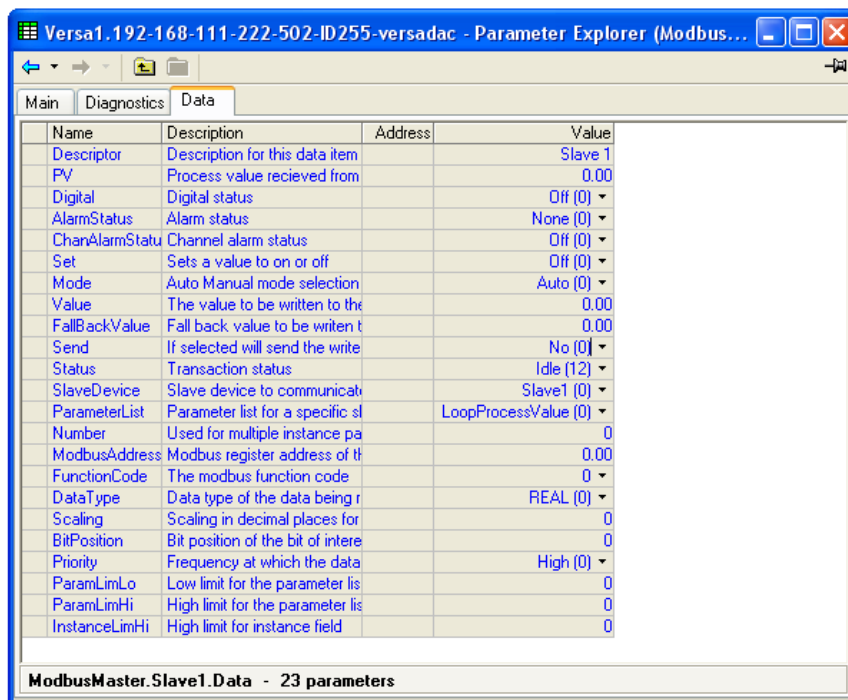 Versa1.192-168-111-222-502-ID255-versadac - Parameter Explorer (Modbus...
Main Diagnostics Data
Name Description Address Value
Descriptor Description for this data item Slave 1
PV Process value recieved from 0.00
Digital Digital status Off (0)
AlarmStatus Alarm status None (0)
ChanAlarmStatu Channel alarm status Off (0)
Set Sets a value to on or off Off (0)
Mode Auto Manual mode selection Auto (0)
Value The value to be written to the 0.00
FallBackValue Fall back value to be writen t 0.00
Send If selected will send the write No (0)
Status Transaction status Idle (12)
SlaveDevice Slave device to communicati Slave1 (0)
ParameterList Parameter list for a specific sl LoopProcessValue (0)
Number Used for multiple instance pa 0
ModbusAddress Modbus register address of th 0.00
FunctionCode The modbus function code 0
DataType Data type of the data being r REAL (0)
Scaling Scaling in decimal places for 0
BitPosition Bit position of the bit of intere 0
Priority Frequency at which the data High (0)
ParamLimLo Low limit for the parameter lis 0
ParamLimHi High limit for the parameter lis 0
InstanceLimHi High limit for instance field 0
ModbusMaster.Slave1.Data - 23 parameters